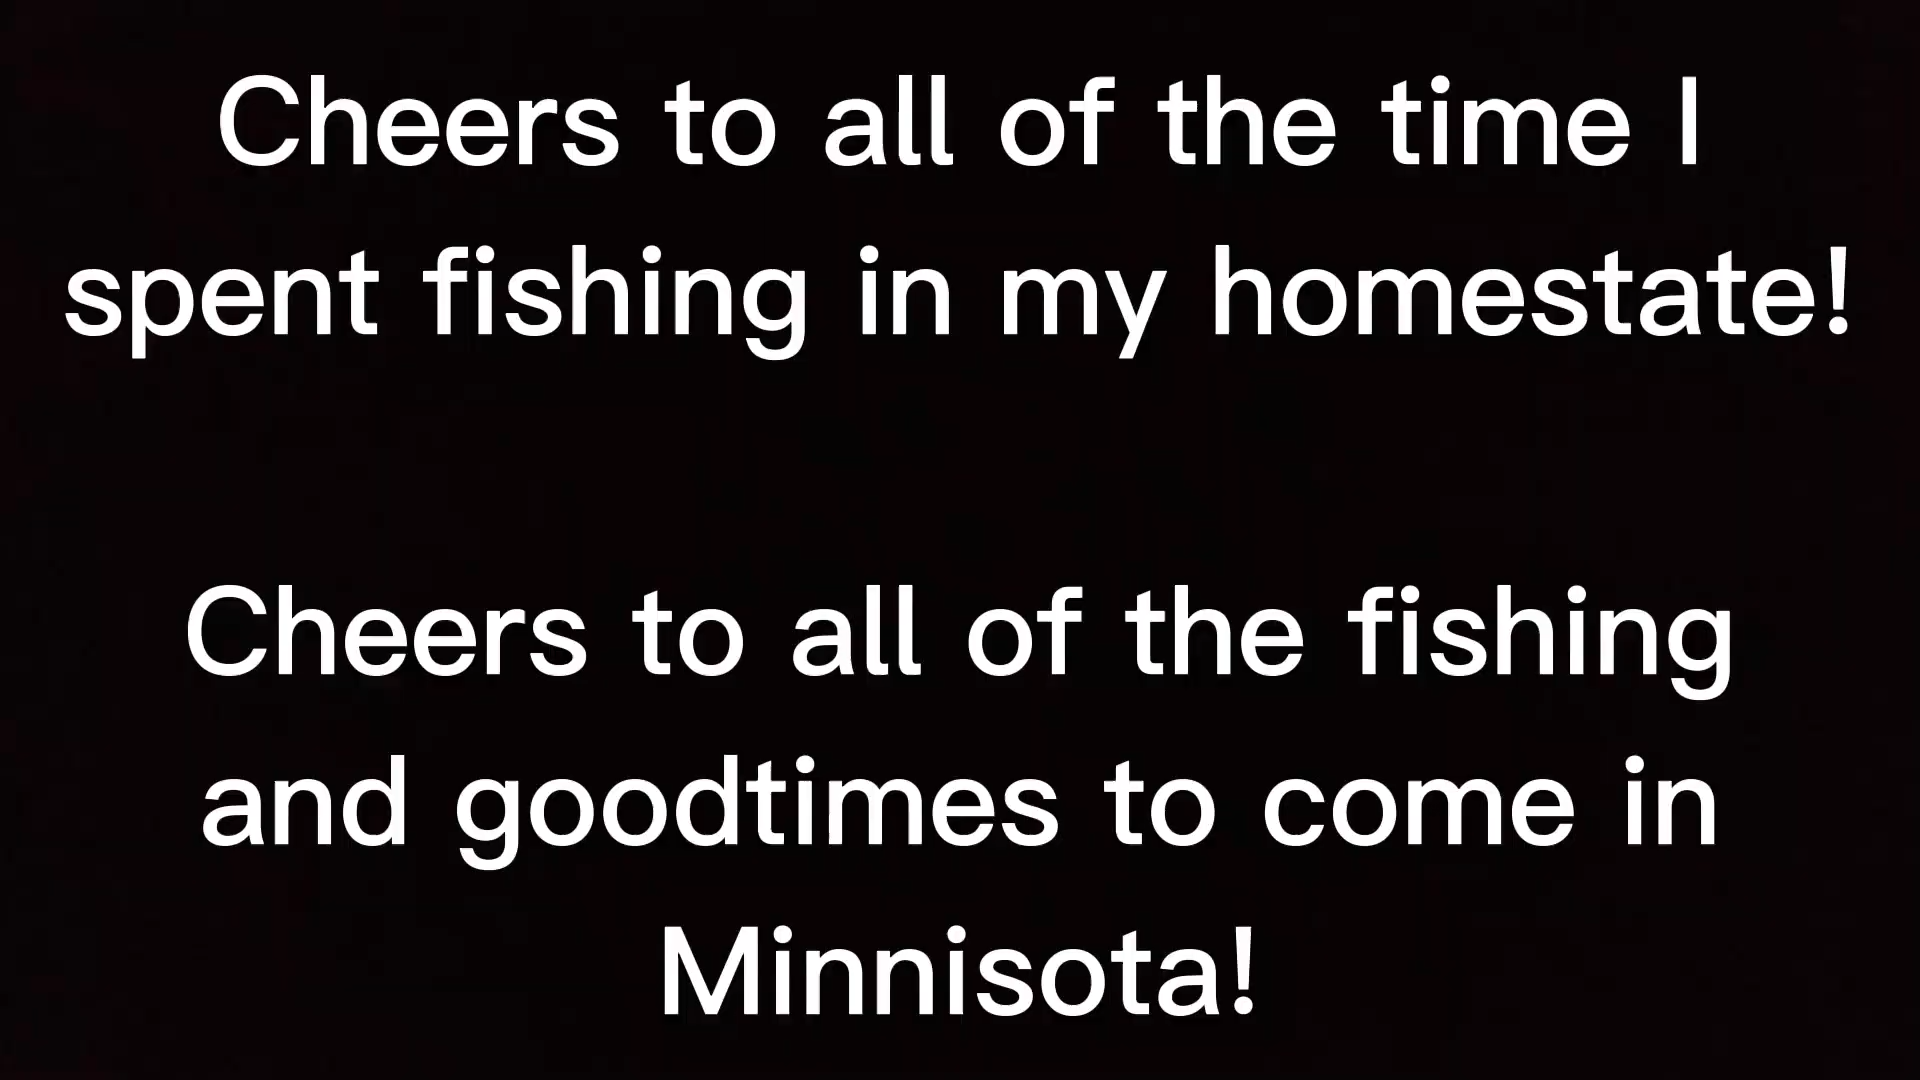 Cheers to all of the time I
spent fishing in my homestate!
Cheers to all of the fishing
and goodtimes to come in
Minnisota!